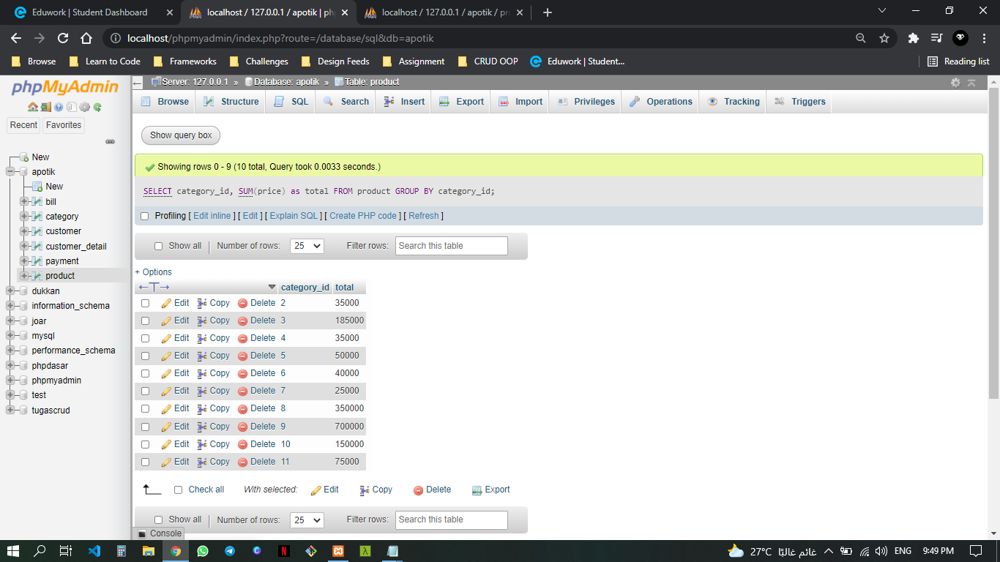 Eduwork | Student Dashboard
localhost / 127.0.0.1 / apotik | ph
localhost / 127.0.0.1 / apotik / pr
localhost/phpmyadmin/index.php?route=/database/sql&db=apotik
Browse
Learn to Code
Frameworks
Challenges
Design Feeds
Assignment
CRUD OOP
Eduwork | Student...
Reading list
phpMyAdmin
Recent
Favorites
New
apotik
New
bill
category
customer
customer_detail
payment
product
dukkan
information_schema
joar
mysql
performance_schema
phpdasar
phpmyadmin
test
tugascrud
Server: 127.0.0.1 » Database: apotik » Table: product
Browse Structure SQL Search Insert Export Import Privileges Operations Tracking Triggers
Show query box
Showing rows 0 - 9 (10 total, Query took 0.0033 seconds.)
SELECT category_id, SUM(price) as total FROM product GROUP BY category_id;
Profiling [ Edit inline ] [ Edit ] [ Explain SQL ] [ Create PHP code ] [ Refresh ]
Show all | Number of rows: 25 Filter rows: Search this table
+ Options
←T→ category_id total
Edit Copy Delete 2 35000
Edit Copy Delete 3 185000
Edit Copy Delete 4 35000
Edit Copy Delete 5 50000
Edit Copy Delete 6 40000
Edit Copy Delete 7 25000
Edit Copy Delete 8 350000
Edit Copy Delete 9 700000
Edit Copy Delete 10 150000
Edit Copy Delete 11 75000
Check all With selected: Edit Copy Delete Export
Show all | Number of rows: 25 Filter rows: Search this table
Console
27°C غائم غالبًا ENG 9:49 PM